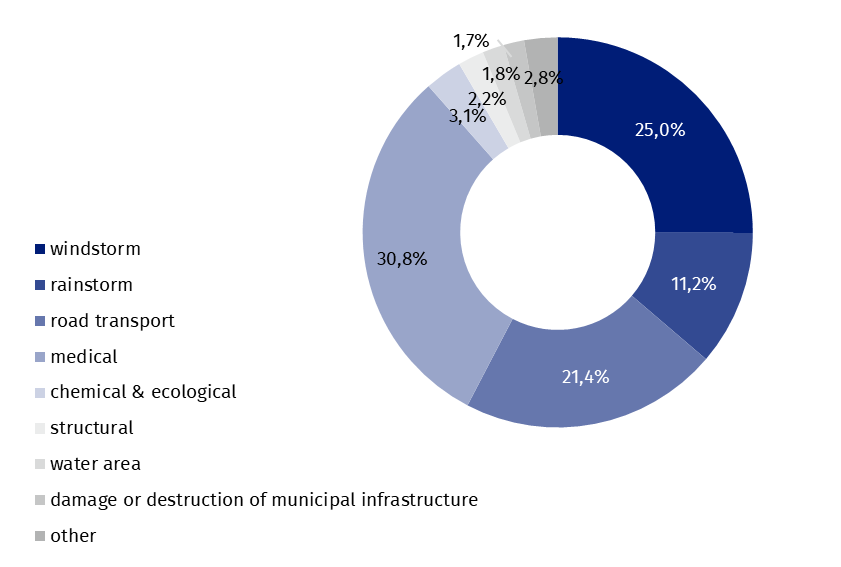 1,7%
1,8%
2,8%
2,2%
3,1%
25,0%
30,8%
11,2%
21,4%
windstorm
rainstorm
road transport
medical
chemical & ecological
structural
water area
damage or destruction of municipal infrastructure
other